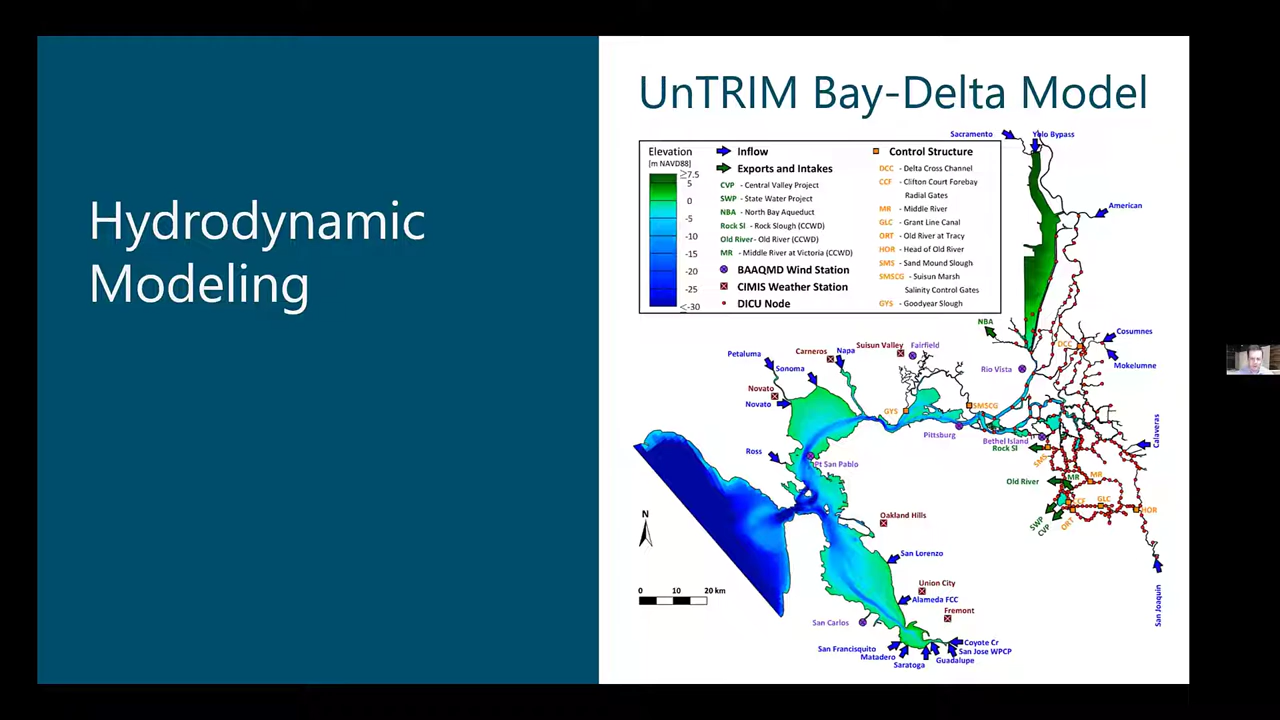 Hydrodynamic
Modeling
UnTRIM Bay-Delta Model
Elevation
[m NAVD88]
≥7.5
5
0
-5
-10
-15
-20
-25
≤-30
Inflow
Exports and Intakes
CVP - Central Valley Project
SWP - State Water Project
NBA - North Bay Aqueduct
Rock Sl - Rock Slough (CCWD)
Old River - Old River (CCWD)
MR - Middle River at Victoria (CCWD)
BAAQMD Wind Station
CIMIS Weather Station
DICU Node
Control Structure
DCC - Delta Cross Channel
CCF - Clifton Court Forebay
Radial Gates
MR - Middle River
GLC - Grant Line Canal
ORT - Old River at Tracy
HOR - Head of Old River
SMS - Sand Mound Slough
SMSCG - Suisun Marsh
Salinity Control Gates
GYS - Goodyear Slough
Sacramento
Yolo Bypass
American
NBA
Cosumnes
DCC
Mokelumne
Suisun Valley
Fairfield
Carneros
Napa
Petaluma
Sonoma
Rio Vista
Novato
Novato
GYS
SMSCG
Pittsburg
Bethel Island
Calaveras
Rock Sl
Ross
Pt San Pablo
SMS
MR
MR
Old River
CCF
GLC
HOR
SWP
CVP
ORT
N
Oakland Hills
San Lorenzo
Union City
0 10 20 km
Alameda FCC
Fremont
San Joaquin
San Carlos
Coyote Cr
San Francisquito
San Jose WPCP
Matadero
Guadalupe
Saratoga